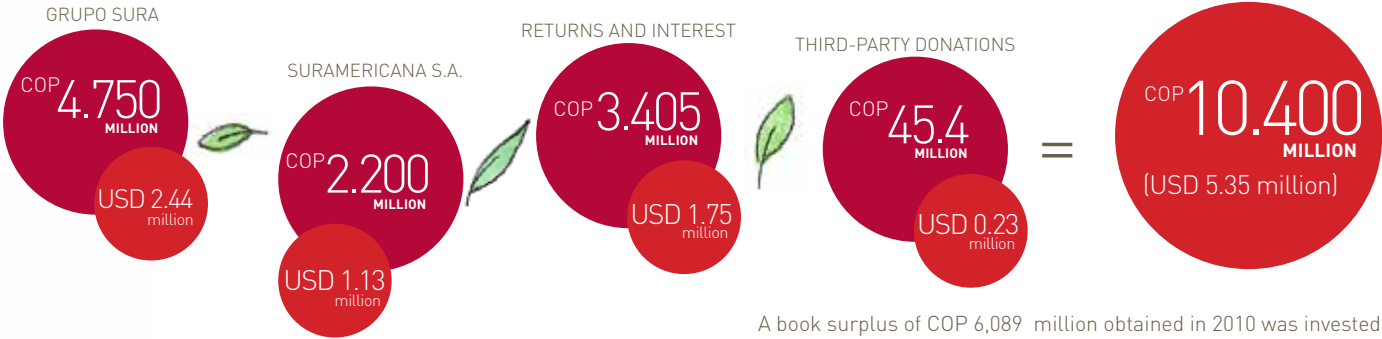 GRUPO SURA
COP 4.750
MILLION
USD 2.44
million
SURAMERICANA S.A.
COP 2.200
MILLION
USD 1.13
million
RETURNS AND INTEREST
COP 3.405
MILLION
USD 1.75
million
THIRD-PARTY DONATIONS
COP 45.4
MILLION
USD 0.23
million
=
COP 10.400
MILLION
(USD 5.35 million)
A book surplus of COP 6,089 million obtained in 2010 was invested